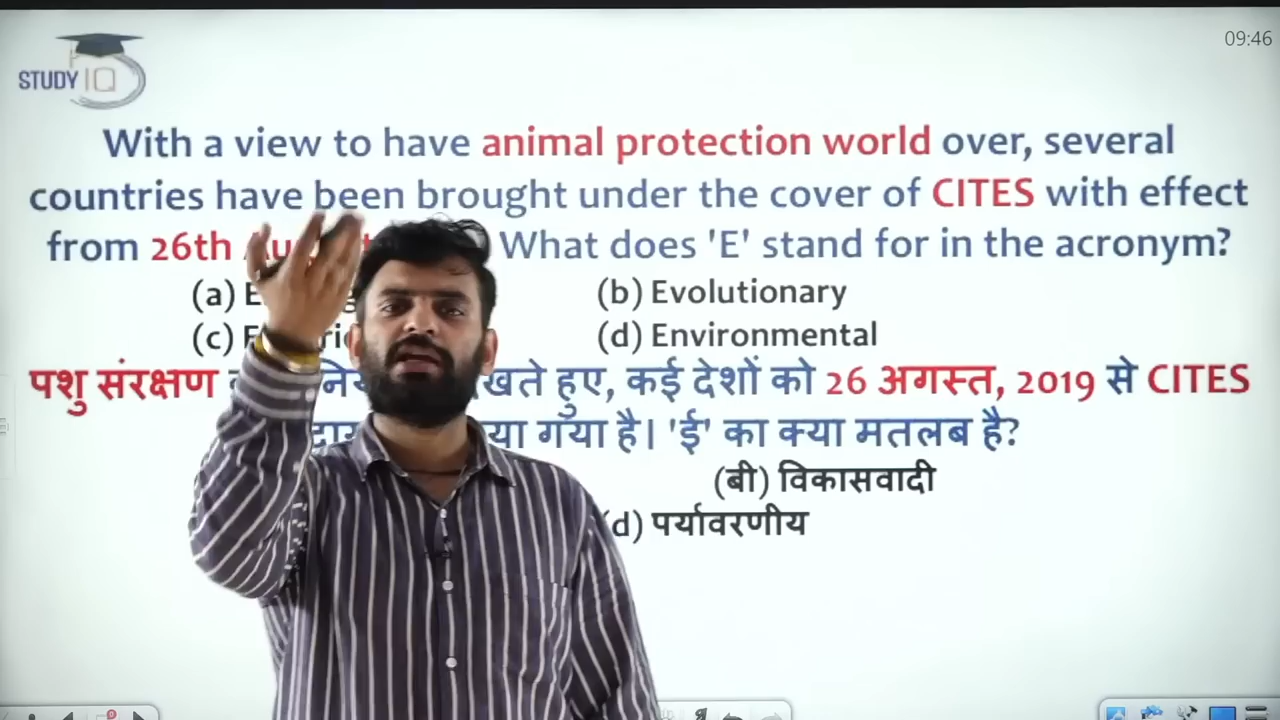 STUDY IQ
09:46
With a view to have animal protection world over, several
countries have been brought under the cover of CITES with effect
from 26th What does 'E' stand for in the acronym?
(a) (b) Evolutionary
(c) (d) Environmental
पशु संरक्षण हुए, कई देशों को 26 अगस्त, 2019 से CITES
गया है। 'ई' का क्या मतलब है?
(बी) विकासवादी
(d) पर्यावरणीय